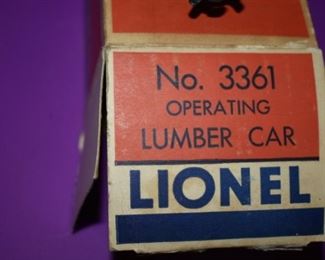 No. 3361
OPERATING
LUMBER CAR
LIONEL